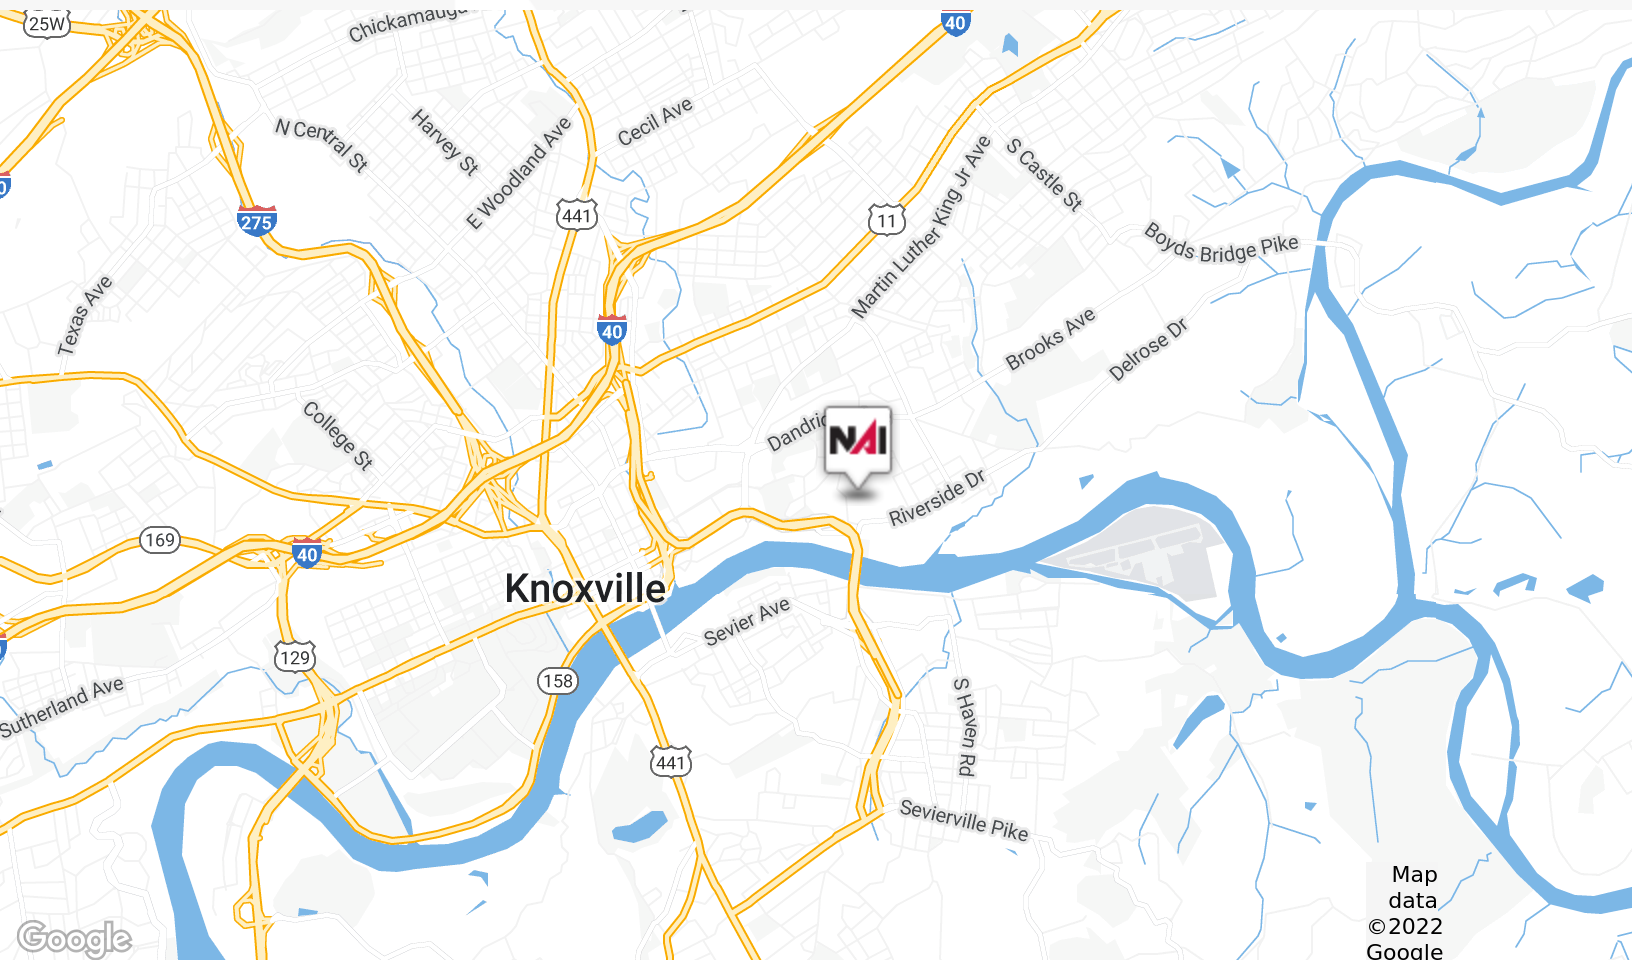 25W
Chickamauga
40
N Central St
Harvey St
E Woodland Ave
Cecil Ave
441
275
11
Martin Luther King Jr Ave
S Castle St
Boyds Bridge Pike
Texas Ave
40
Brooks Ave
Delrose Dr
College St
NAI
Riverside Dr
169
40
Knoxville
Sevier Ave
129
158
Sutherland Ave
S Haven Rd
441
Sevierville Pike
Google
Map
data
©2022
Google